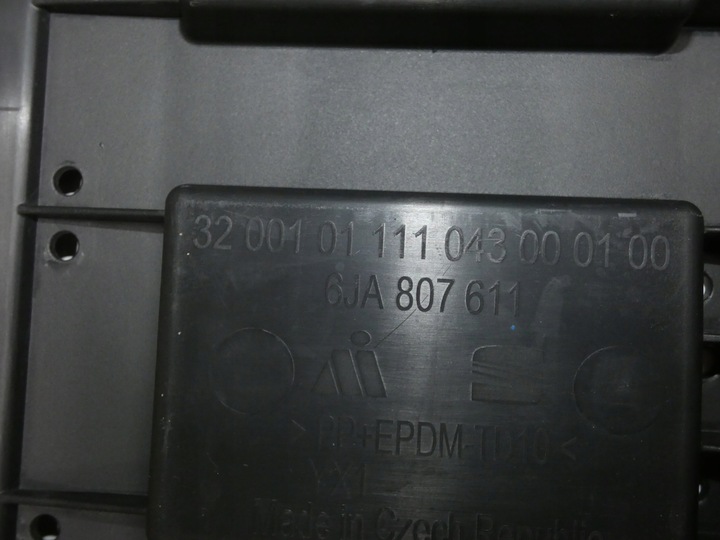 32 001 01 111 043 00 01 00
6JA 807 611
>PP+EPDM-TD10<
Made in Czech Republic